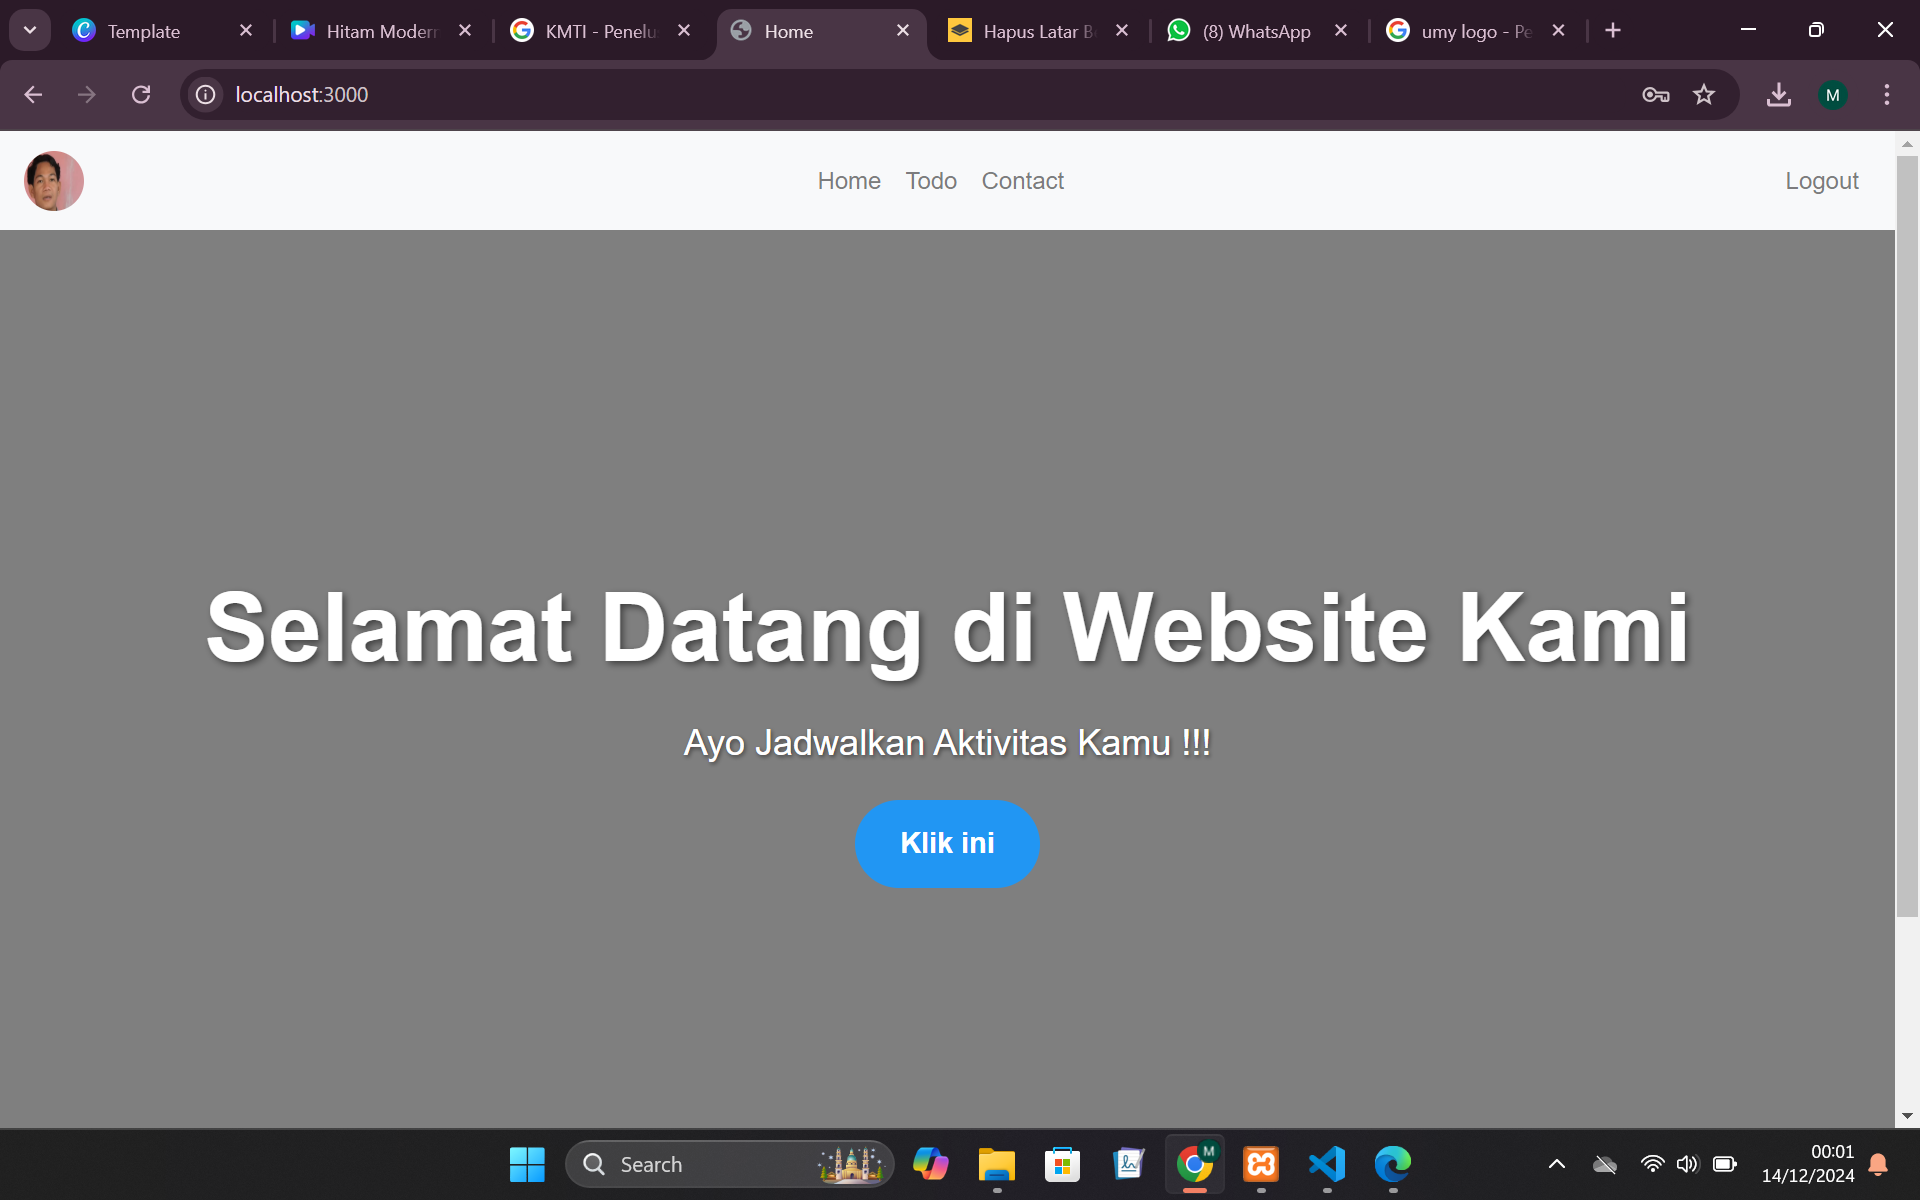 Template
Hitam Modern
KMTI - Penelu
Home
Hapus Latar Be
(8) WhatsApp
umy logo - Pe
localhost:3000
M
Home Todo Contact
Logout
Selamat Datang di Website Kami
Ayo Jadwalkan Aktivitas Kamu !!!
Klik ini
Search
M
00:01
14/12/2024